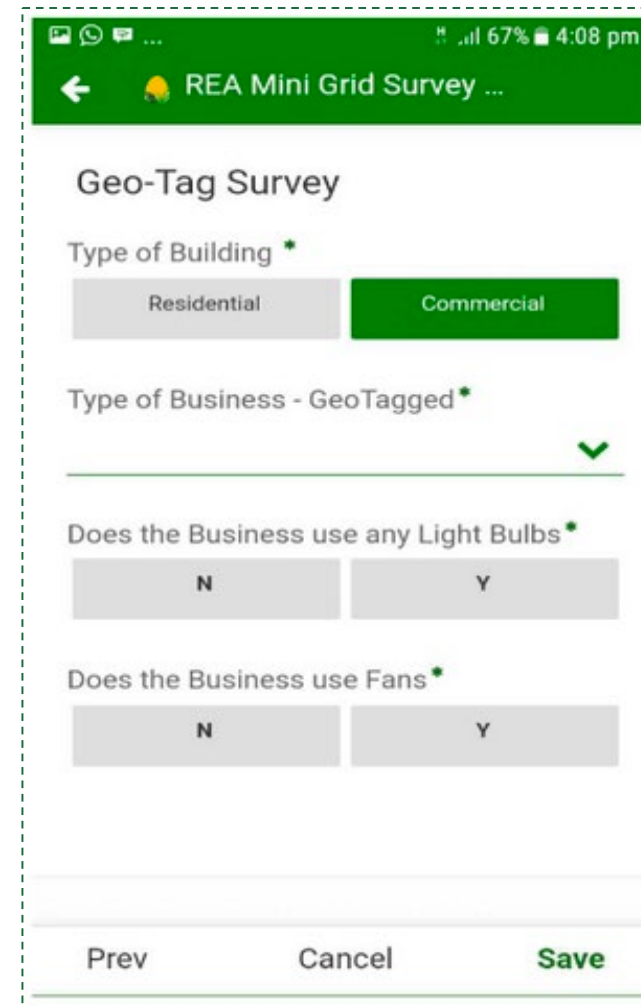 ... H 67% 4:08 pm
REA Mini Grid Survey ...
Geo-Tag Survey
Type of Building *
Residential Commercial
Type of Business - GeoTagged*
Does the Business use any Light Bulbs*
N Y
Does the Business use Fans*
N Y
Prev Cancel Save